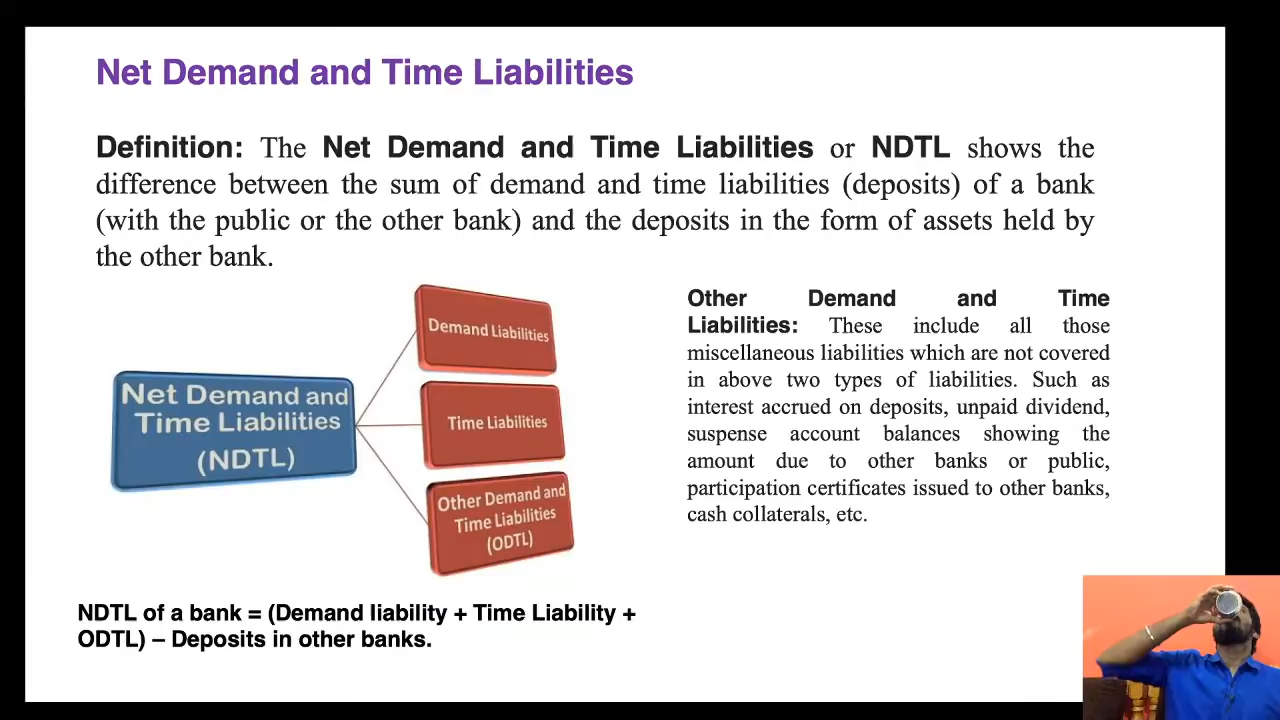 Net Demand and Time Liabilities
Definition: The Net Demand and Time Liabilities or NDTL shows the
difference between the sum of demand and time liabilities (deposits) of a bank
(with the public or the other bank) and the deposits in the form of assets held by
the other bank.
Net Demand and
Time Liabilities
(NDTL)
Demand Liabilities
Time Liabilities
Other Demand and
Time Liabilities
(ODTL)
Other Demand and Time
Liabilities: These include all those
miscellaneous liabilities which are not covered
in above two types of liabilities. Such as
interest accrued on deposits, unpaid dividend,
suspense account balances showing the
amount due to other banks or public,
participation certificates issued to other banks,
cash collaterals, etc.
NDTL of a bank = (Demand liability + Time Liability +
ODTL) – Deposits in other banks.